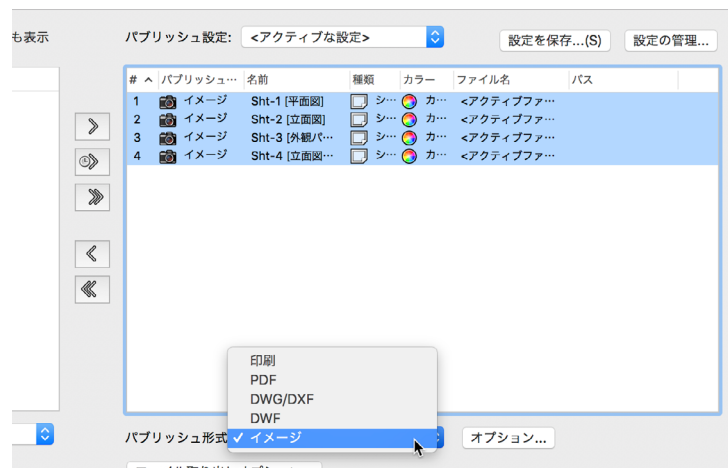 も表示
パブリッシュ設定: <アクティブな設定>
設定を保存...(S)
設定の管理...
# パブリッシュ… 名前 種類 カラー ファイル名 パス
1 イメージ Sht-1 [平面図] シ… カ… <アクティブファ…
2 イメージ Sht-2 [立面図] シ… カ… <アクティブファ…
3 イメージ Sht-3 [外観パ… シ… カ… <アクティブファ…
4 イメージ Sht-4 [立面図… シ… カ… <アクティブファ…
印刷
PDF
DWG/DXF
DWF
パブリッシュ形式 ✓ イメージ
オプション...